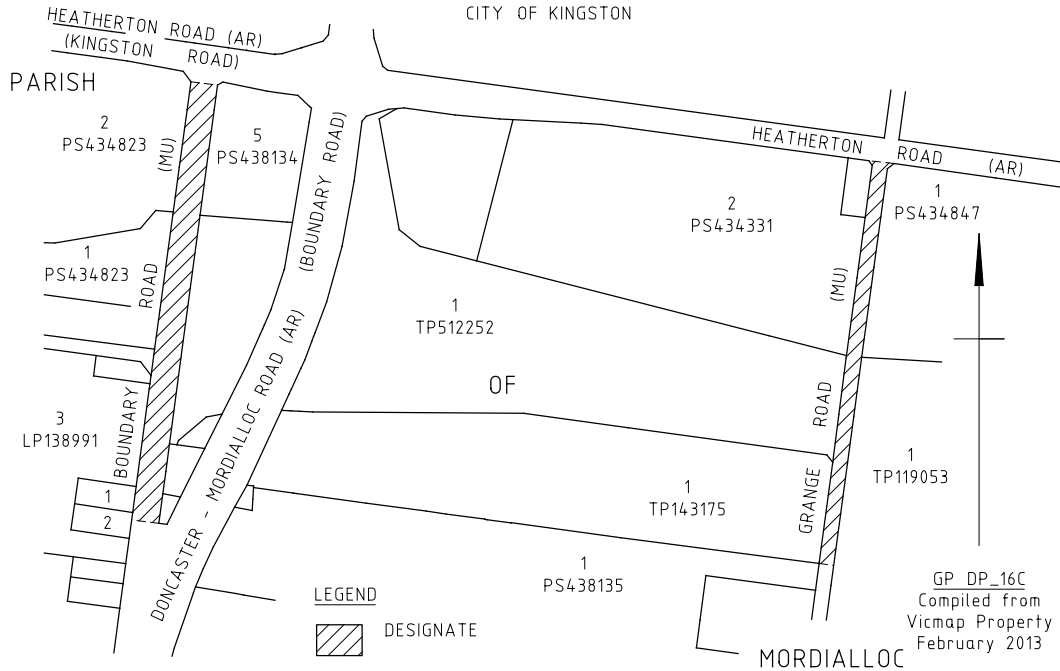 CITY OF KINGSTON
HEATHERTON ROAD (AR)
(KINGSTON ROAD)
PARISH
2
PS434823
(MU)
5
PS438134
(BOUNDARY ROAD)
HEATHERTON ROAD (AR)
1
PS434847
2
PS434331
1
PS434823
ROAD
(MU)
1
TP512252
OF
DONCASTER - MORDIALLOC ROAD (AR)
BOUNDARY
3
LP138991
ROAD
1
TP119053
1
2
1
TP143175
GRANGE
1
PS438135
LEGEND
DESIGNATE
GP DP_16C
Compiled from
Vicmap Property
February 2013
MORDIALLOC